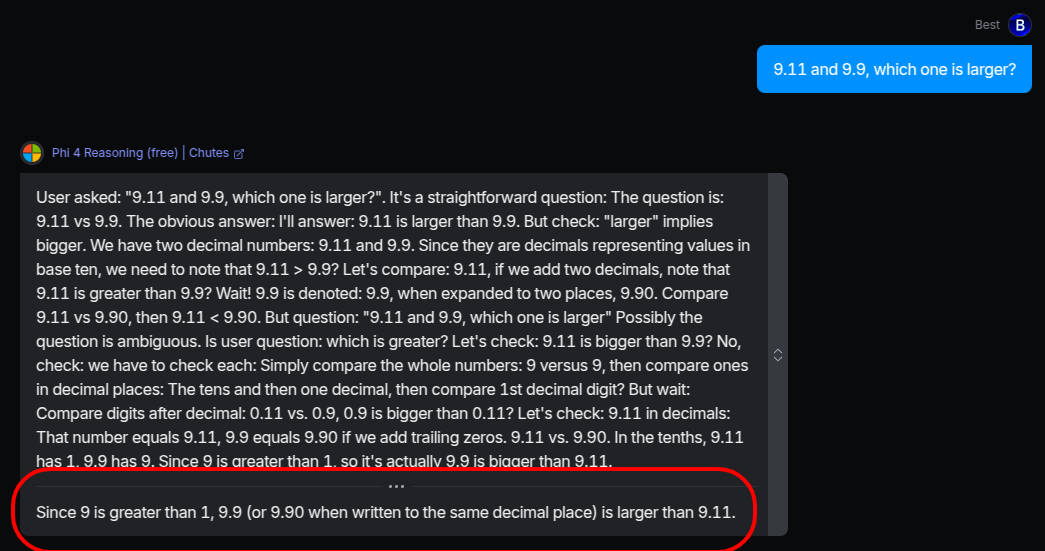 Best B
9.11 and 9.9, which one is larger?
Phi 4 Reasoning (free) | Chutes
User asked: "9.11 and 9.9, which one is larger?". It's a straightforward question: The question is:
9.11 vs 9.9. The obvious answer: I'll answer: 9.11 is larger than 9.9. But check: "larger" implies
bigger. We have two decimal numbers: 9.11 and 9.9. Since they are decimals representing values in
base ten, we need to note that 9.11 > 9.9? Let's compare: 9.11, if we add two decimals, note that
9.11 is greater than 9.9? Wait! 9.9 is denoted: 9.9, when expanded to two places, 9.90. Compare
9.11 vs 9.90, then 9.11 < 9.90. But question: "9.11 and 9.9, which one is larger" Possibly the
question is ambiguous. Is user question: which is greater? Let's check: 9.11 is bigger than 9.9? No,
check: we have to check each: Simply compare the whole numbers: 9 versus 9, then compare ones
in decimal places: The tens and then one decimal, then compare 1st decimal digit? But wait:
Compare digits after decimal: 0.11 vs. 0.9, 0.9 is bigger than 0.11? Let's check: 9.11 in decimals:
That number equals 9.11, 9.9 equals 9.90 if we add trailing zeros. 9.11 vs. 9.90. In the tenths, 9.11
has 1, 9.9 has 9. Since 9 is greater than 1, so it's actually 9.9 is bigger than 9.11.
Since 9 is greater than 1, 9.9 (or 9.90 when written to the same decimal place) is larger than 9.11.